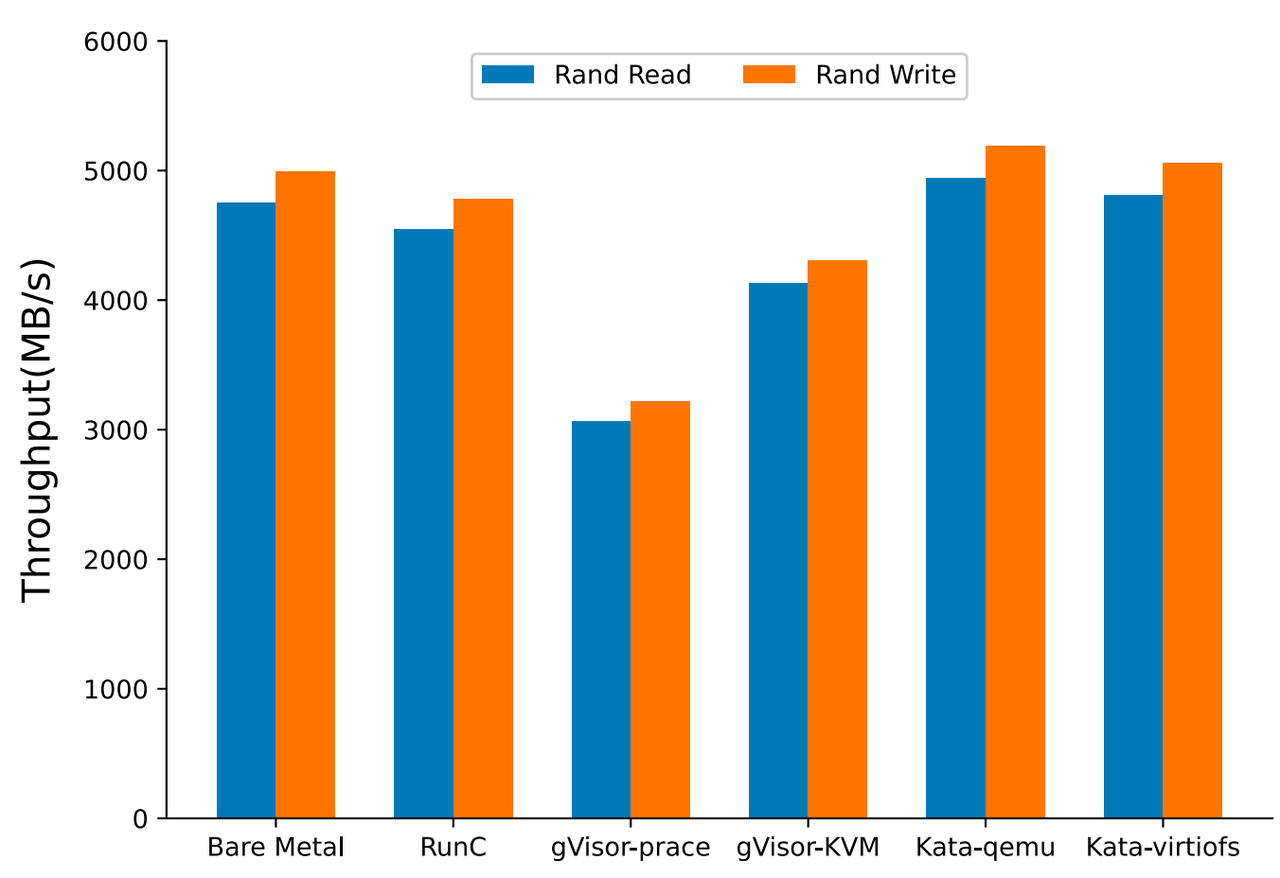 Throughput(MB/s)
6000
5000
4000
3000
2000
1000
0
Rand Read
Rand Write
Bare Metal
RunC
gVisor-prace
gVisor-KVM
Kata-qemu
Kata-virtiofs